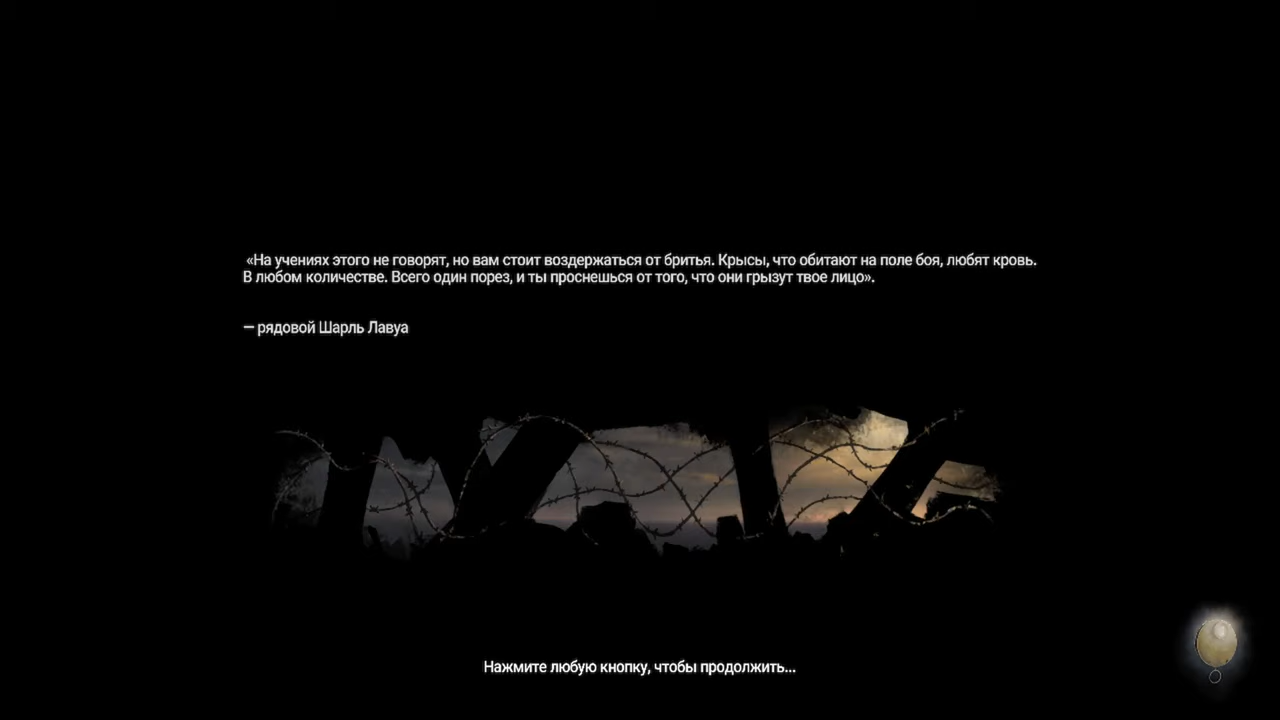 «На учениях этого не говорят, но вам стоит воздержаться от бритья. Крысы, что обитают на поле боя, любят кровь.
В любом количестве. Всего один порез, и ты проснешься от того, что они грызут твое лицо».
— рядовой Шарль Лавуа
Нажмите любую кнопку, чтобы продолжить...